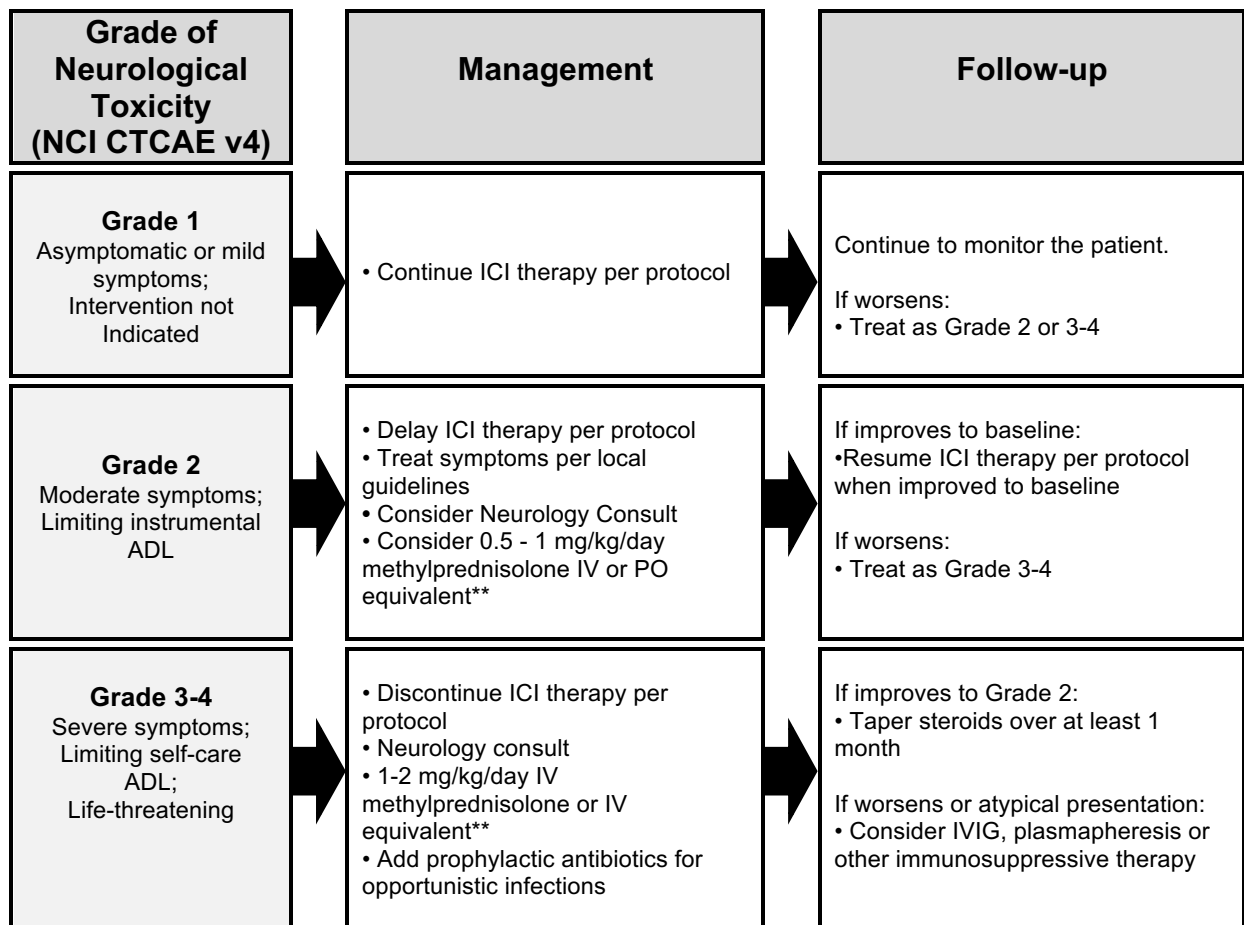 Grade of
Neurological
Toxicity
(NCI CTCAE v4)
Management
Follow-up
Grade 1
Asymptomatic or mild
symptoms;
Intervention not
Indicated
• Continue ICI therapy per protocol
Continue to monitor the patient.
If worsens:
• Treat as Grade 2 or 3-4
Grade 2
Moderate symptoms;
Limiting instrumental
ADL
• Delay ICI therapy per protocol
• Treat symptoms per local
guidelines
• Consider Neurology Consult
• Consider 0.5 - 1 mg/kg/day
methylprednisolone IV or PO
equivalent**
If improves to baseline:
•Resume ICI therapy per protocol
when improved to baseline
If worsens:
• Treat as Grade 3-4
Grade 3-4
Severe symptoms;
Limiting self-care
ADL;
Life-threatening
• Discontinue ICI therapy per
protocol
• Neurology consult
• 1-2 mg/kg/day IV
methylprednisolone or IV
equivalent**
• Add prophylactic antibiotics for
opportunistic infections
If improves to Grade 2:
• Taper steroids over at least 1
month
If worsens or atypical presentation:
• Consider IVIG, plasmapheresis or
other immunosuppressive therapy